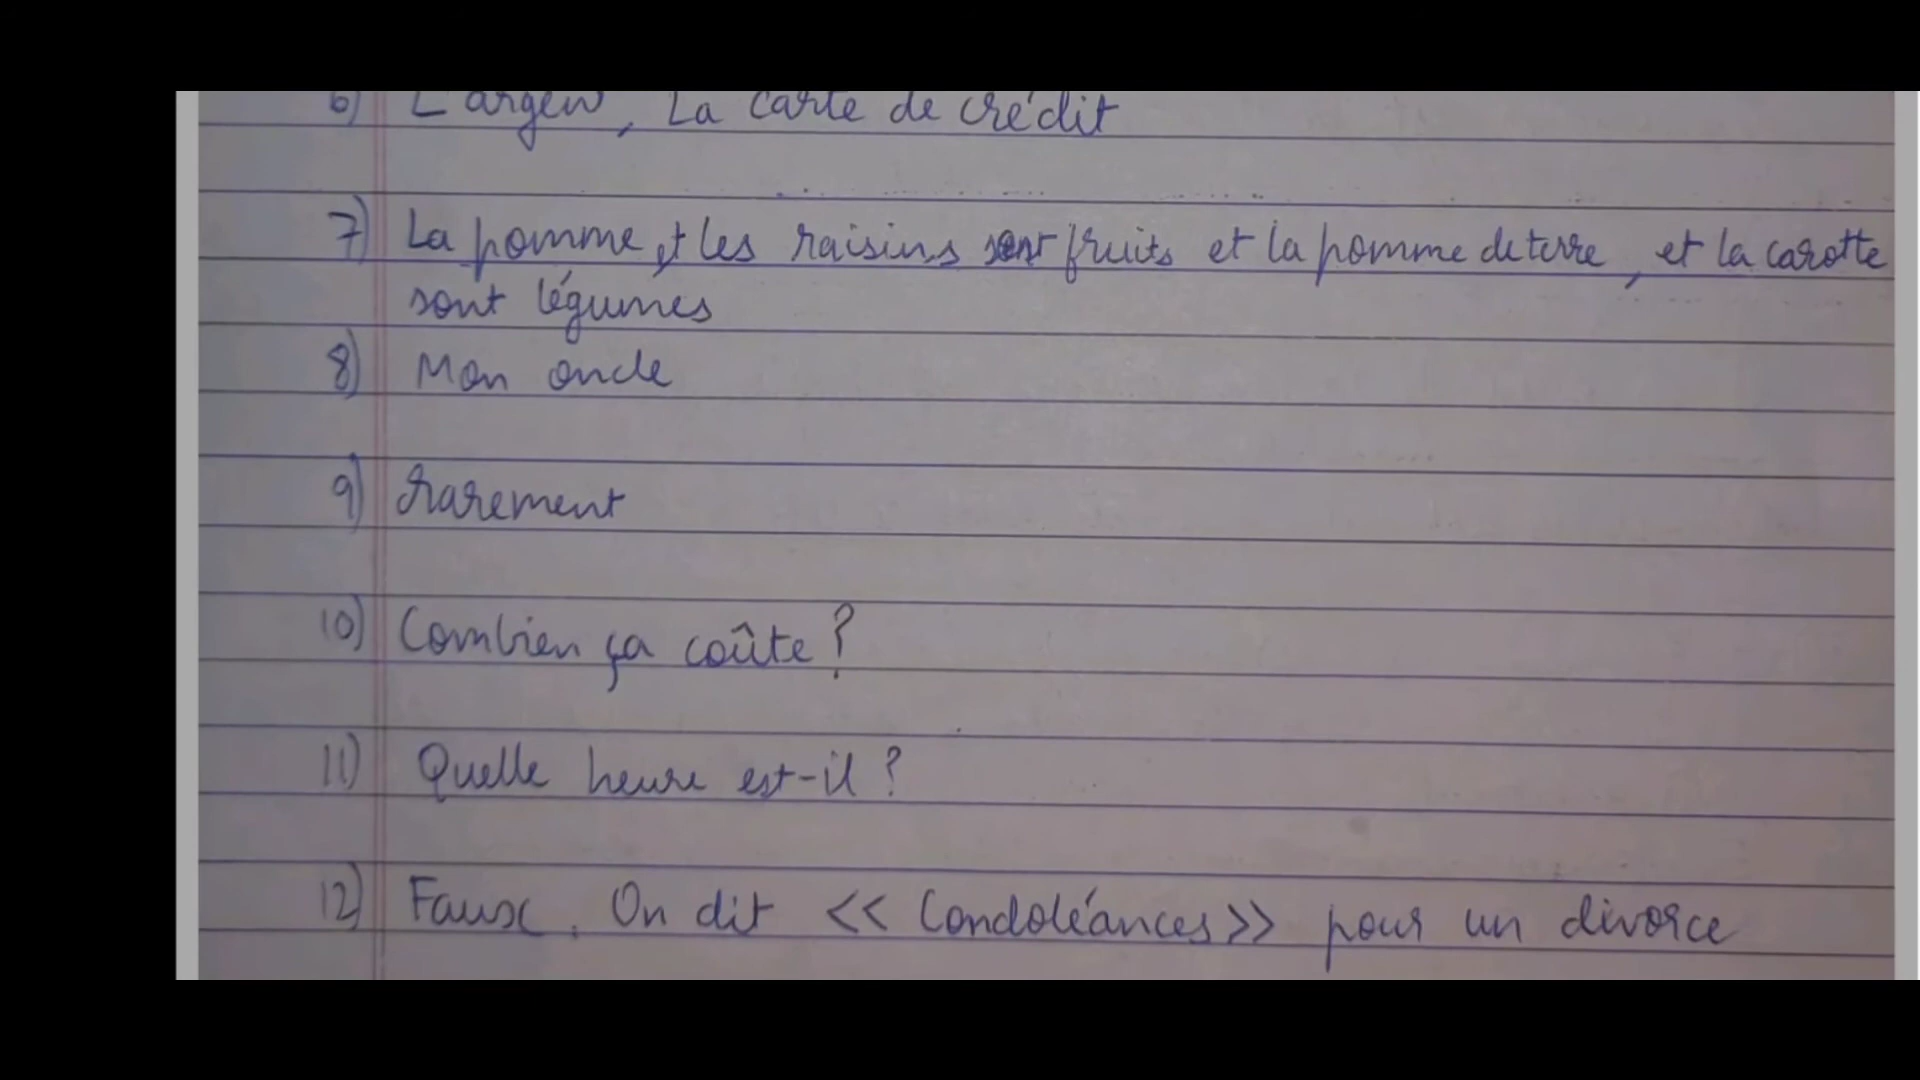 6) L'argent, La carte de crédit
7) La pomme et les raisins sont fruits et la pomme de terre, et la carotte
sont légumes
8) Mon oncle
9) rarement
10) Combien ça coûte ?
11) Quelle heure est-il ?
12) Faux. On dit << Condoléances >> pour un divorce